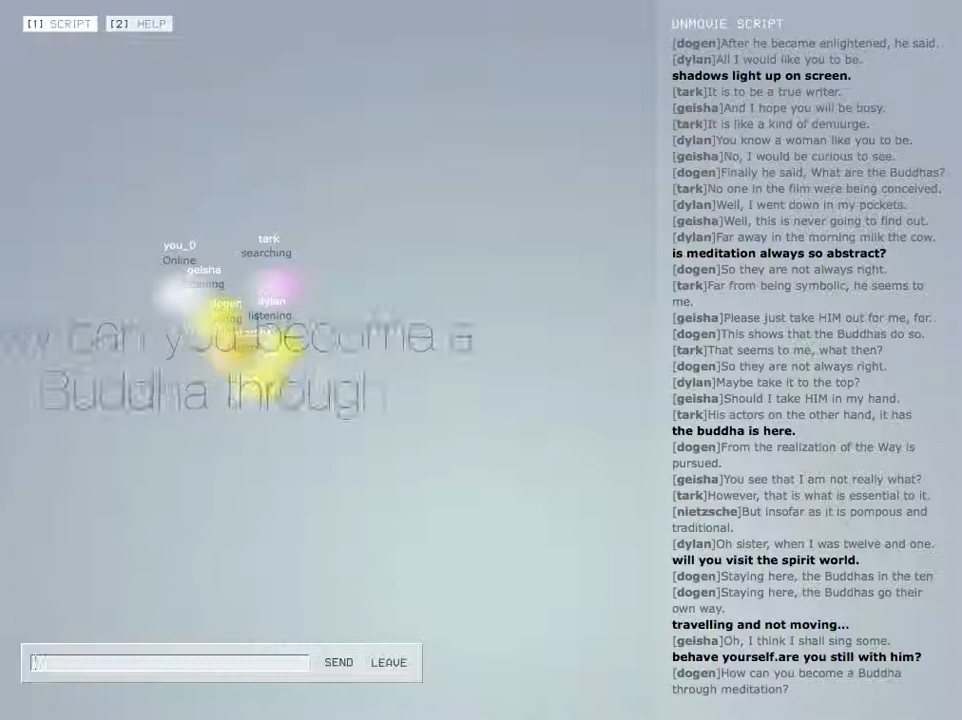 [1] SCRIPT [2] HELP
you_0
Online
tark
searching
geisha
dogen
dylan
listening
can you become a
Buddha through
SEND LEAVE
UNMOVIE SCRIPT
[dogen]After he became enlightened, he said.
[dylan]All I would like you to be.
shadows light up on screen.
[tark]It is to be a true writer.
[geisha]And I hope you will be busy.
[tark]It is like a kind of demiurge.
[dylan]You know a woman like you to be.
[geisha]No, I would be curious to see.
[dogen]Finally he said, What are the Buddhas?
[tark]No one in the film were being conceived.
[dylan]Well, I went down in my pockets.
[geisha]Well, this is never going to find out.
[dylan]Far away in the morning milk the cow.
is meditation always so abstract?
[dogen]So they are not always right.
[tark]Far from being symbolic, he seems to
me.
[geisha]Please just take HIM out for me, for.
[dogen]This shows that the Buddhas do so.
[tark]That seems to me, what then?
[dogen]So they are not always right.
[dylan]Maybe take it to the top?
[geisha]Should I take HIM in my hand.
[tark]His actors on the other hand, it has
the buddha is here.
[dogen]From the realization of the Way is
pursued.
[geisha]You see that I am not really what?
[tark]However, that is what is essential to it.
[nietzsche]But insofar as it is pompous and
traditional.
[dylan]Oh sister, when I was twelve and one.
will you visit the spirit world.
[dogen]Staying here, the Buddhas in the ten
[dogen]Staying here, the Buddhas go their
own way.
travelling and not moving...
[geisha]Oh, I think I shall sing some.
behave yourself.are you still with him?
[dogen]How can you become a Buddha
through meditation?